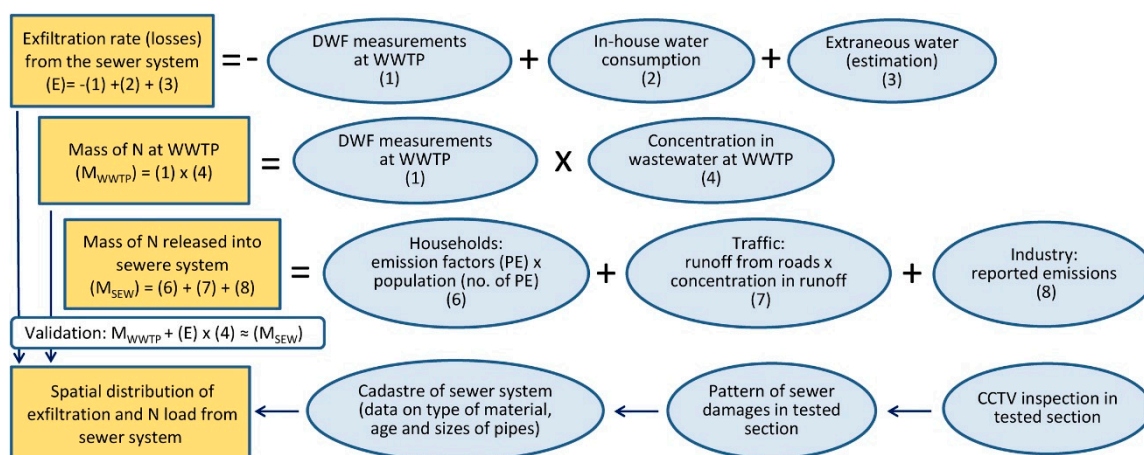 Exfiltration rate (losses)
from the sewer system
(E)= -(1) +(2) + (3)
= -
DWF measurements
at WWTP
(1)
+
In-house water
consumption
(2)
+
Extraneous water
(estimation)
(3)
Mass of N at WWTP
(M_WWTP) = (1) x (4)
=
DWF measurements
at WWTP
(1)
x
Concentration in
wastewater at WWTP
(4)
Mass of N released into
sewere system
(M_SEW) = (6) + (7) + (8)
=
Households:
emission factors (PE) x
population (no. of PE)
(6)
+
Traffic:
runoff from roads x
concentration in runoff
(7)
+
Industry:
reported emissions
(8)
Validation: M_WWTP + (E) x (4) ≈ (M_SEW)
Spatial distribution of
exfiltration and N load from
sewer system
Cadastre of sewer system
(data on type of material,
age and sizes of pipes)
Pattern of sewer
damages in tested
section
CCTV inspection in
tested section